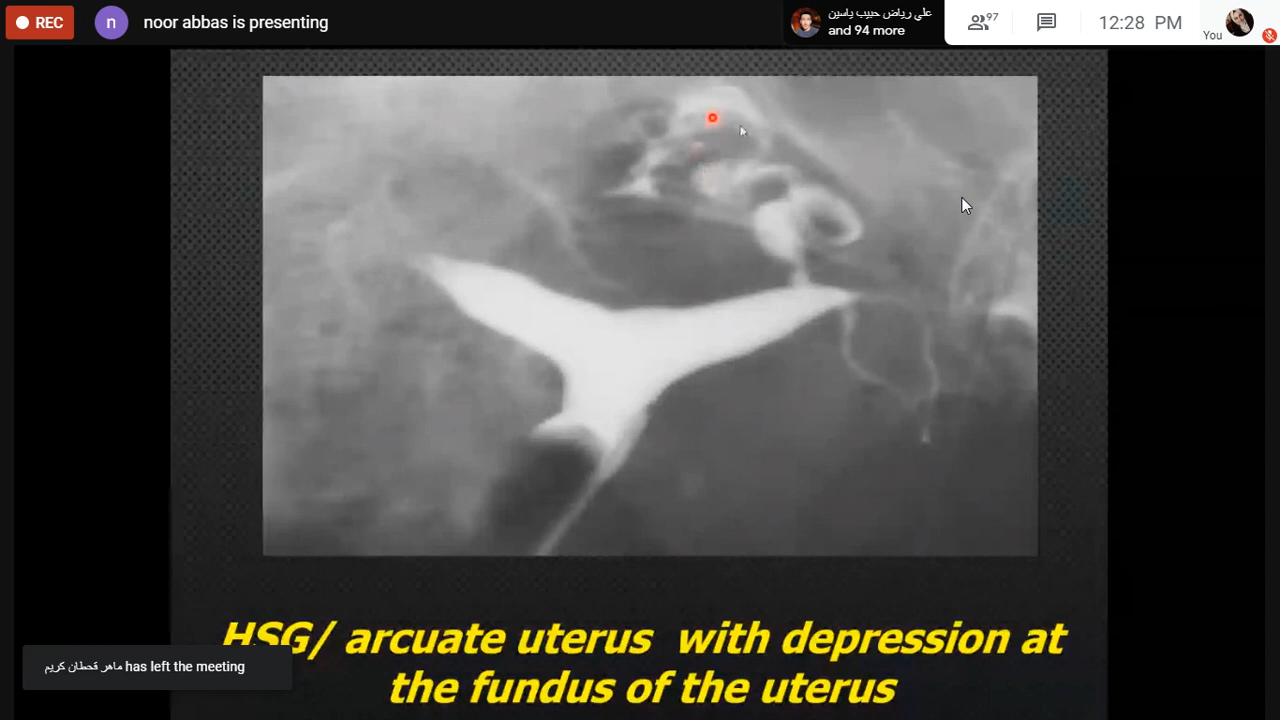 REC
n
noor abbas is presenting
علي رياض حبيب ياسين
and 94 more
97
12:28 PM
You
HSG/ arcuate uterus with depression at
the fundus of the uterus
ماهر قحطان كريم has left the meeting